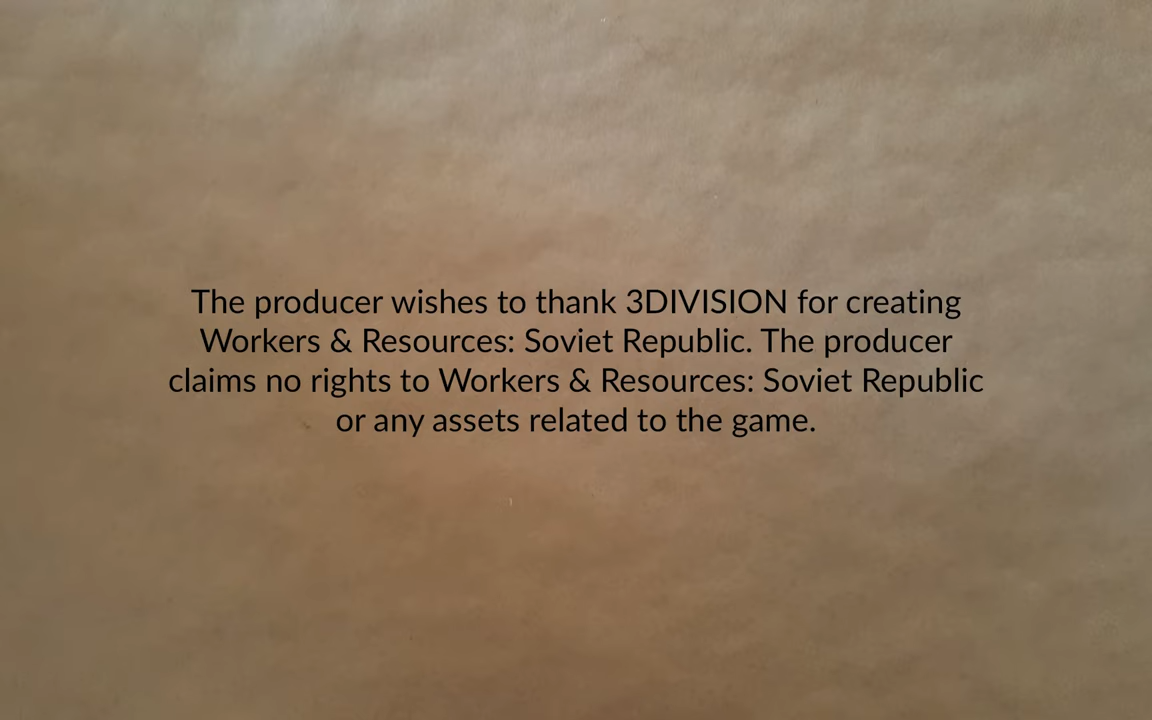 The producer wishes to thank 3DIVISION for creating
Workers & Resources: Soviet Republic. The producer
claims no rights to Workers & Resources: Soviet Republic
or any assets related to the game.